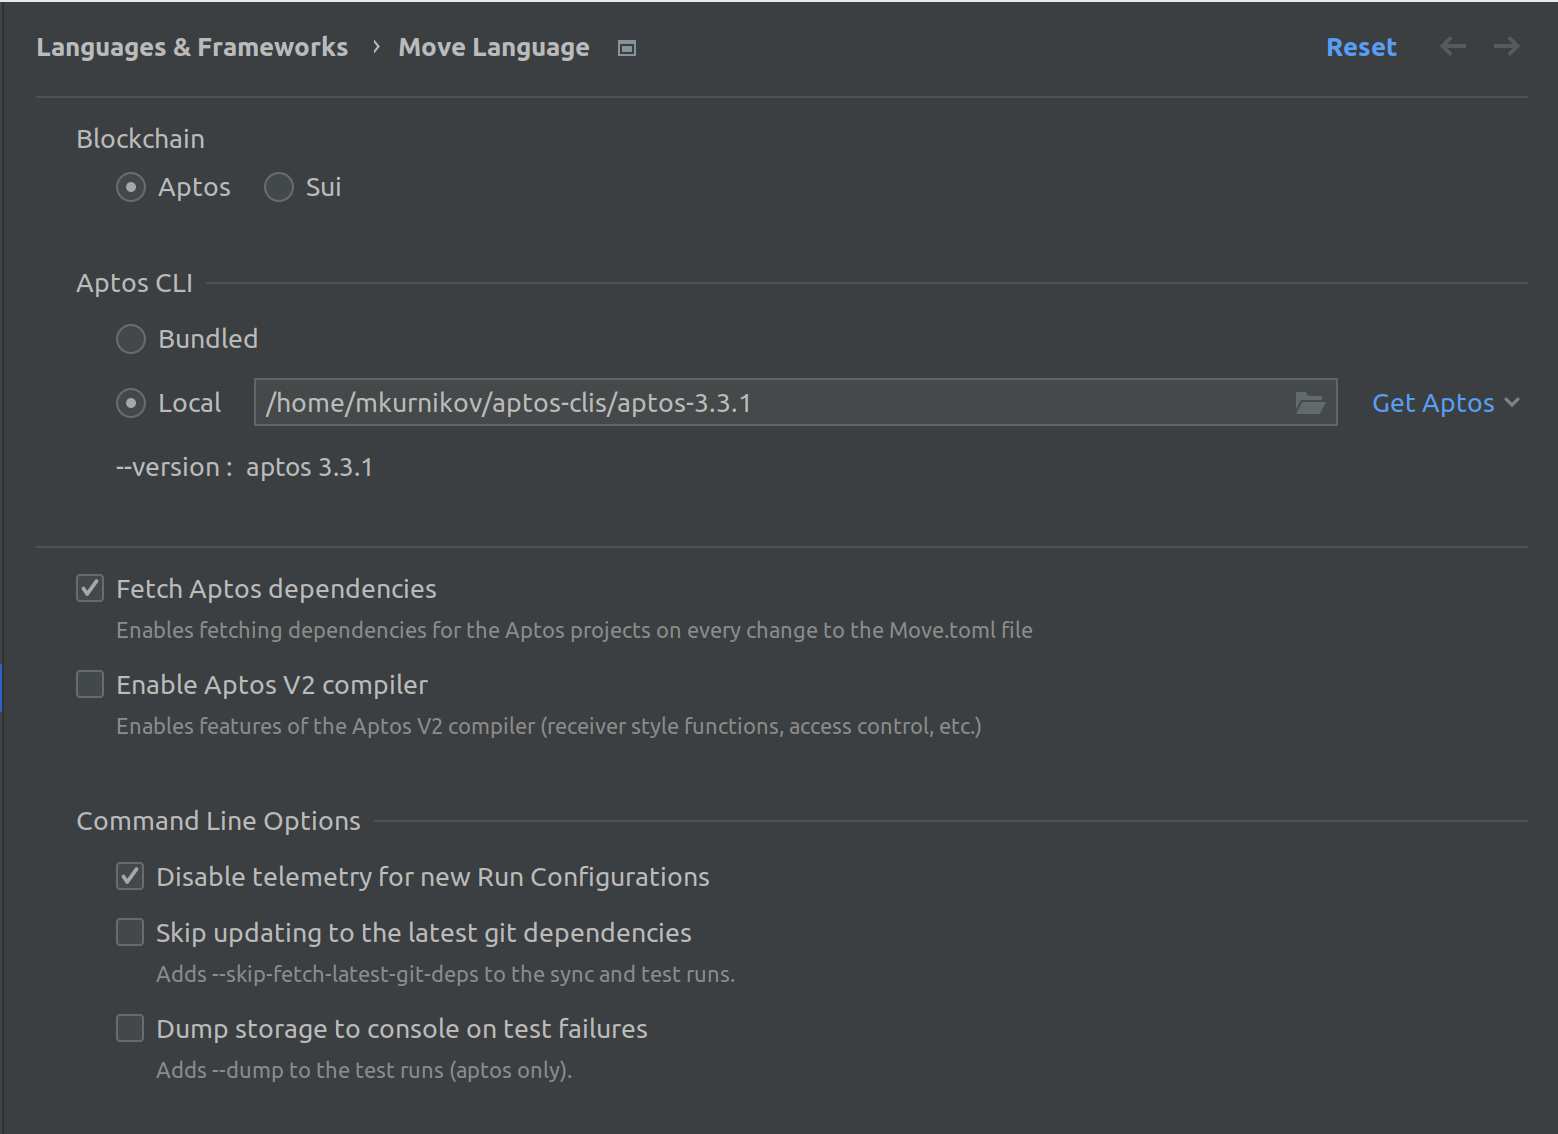 Languages & Frameworks › Move Language Reset
Blockchain
Aptos Sui
Aptos CLI
Bundled
Local /home/mkurnikov/aptos-clis/aptos-3.3.1 Get Aptos
--version : aptos 3.3.1
Fetch Aptos dependencies
Enables fetching dependencies for the Aptos projects on every change to the Move.toml file
Enable Aptos V2 compiler
Enables features of the Aptos V2 compiler (receiver style functions, access control, etc.)
Command Line Options
Disable telemetry for new Run Configurations
Skip updating to the latest git dependencies
Adds --skip-fetch-latest-git-deps to the sync and test runs.
Dump storage to console on test failures
Adds --dump to the test runs (aptos only).